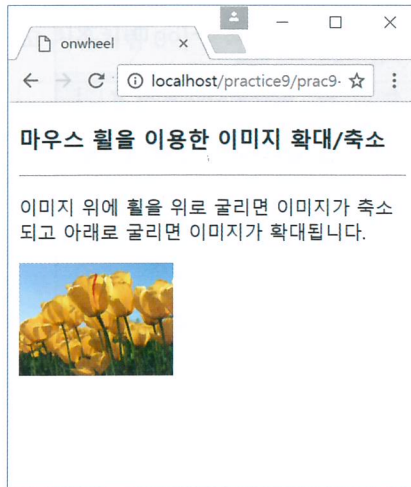 onwheel
localhost/practice9/prac9-
마우스 휠을 이용한 이미지 확대/축소
이미지 위에 휠을 위로 굴리면 이미지가 축소
되고 아래로 굴리면 이미지가 확대됩니다.